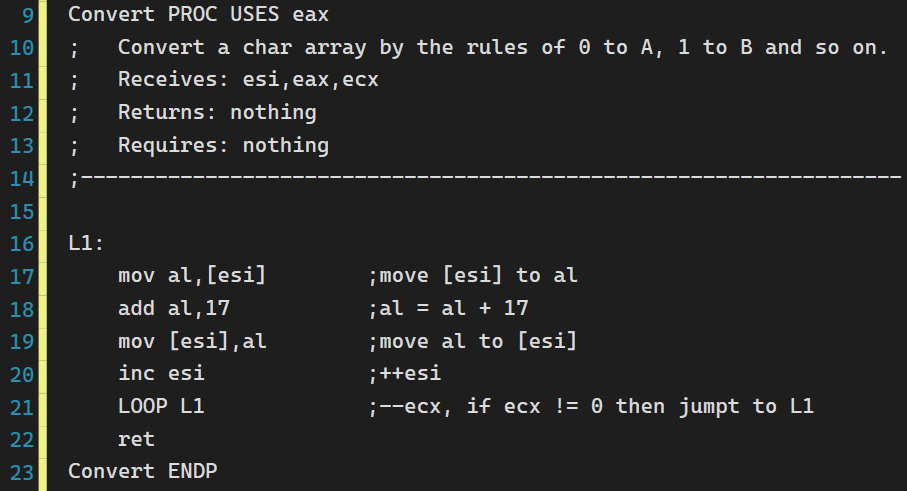 9 Convert PROC USES eax
10 ;   Convert a char array by the rules of 0 to A, 1 to B and so on.
11 ;   Receives: esi,eax,ecx
12 ;   Returns: nothing
13 ;   Requires: nothing
14 ;------------------------------------------------------------------
15
16 L1:
17     mov al,[esi]        ;move [esi] to al
18     add al,17           ;al = al + 17
19     mov [esi],al        ;move al to [esi]
20     inc esi             ;++esi
21     LOOP L1             ;--ecx, if ecx != 0 then jumpt to L1
22     ret
23 Convert ENDP